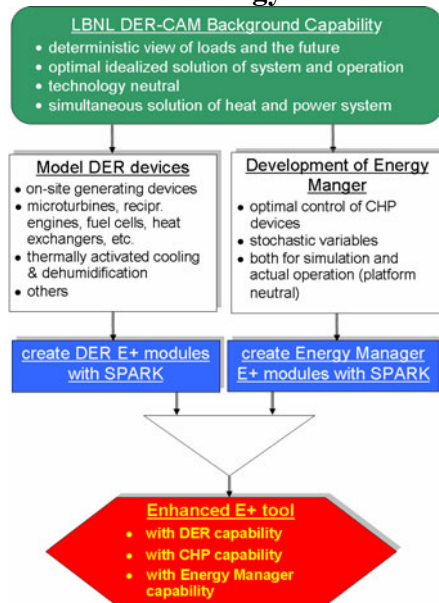 LBNL DER-CAM Background Capability
• deterministic view of loads and the future
• optimal idealized solution of system and operation
• technology neutral
• simultaneous solution of heat and power system
Model DER devices
• on-site generating devices
• microturbines, recipr.
engines, fuel cells, heat
exchangers, etc.
• thermally activated cooling
& dehumidification
• others
Development of Energy
Manger
• optimal control of CHP
devices
• stochastic variables
• both for simulation and
actual operation (platform
neutral)
create DER E+ modules
with SPARK
create Energy Manager
E+ modules with SPARK
Enhanced E+ tool
• with DER capability
• with CHP capability
• with Energy Manager
capability